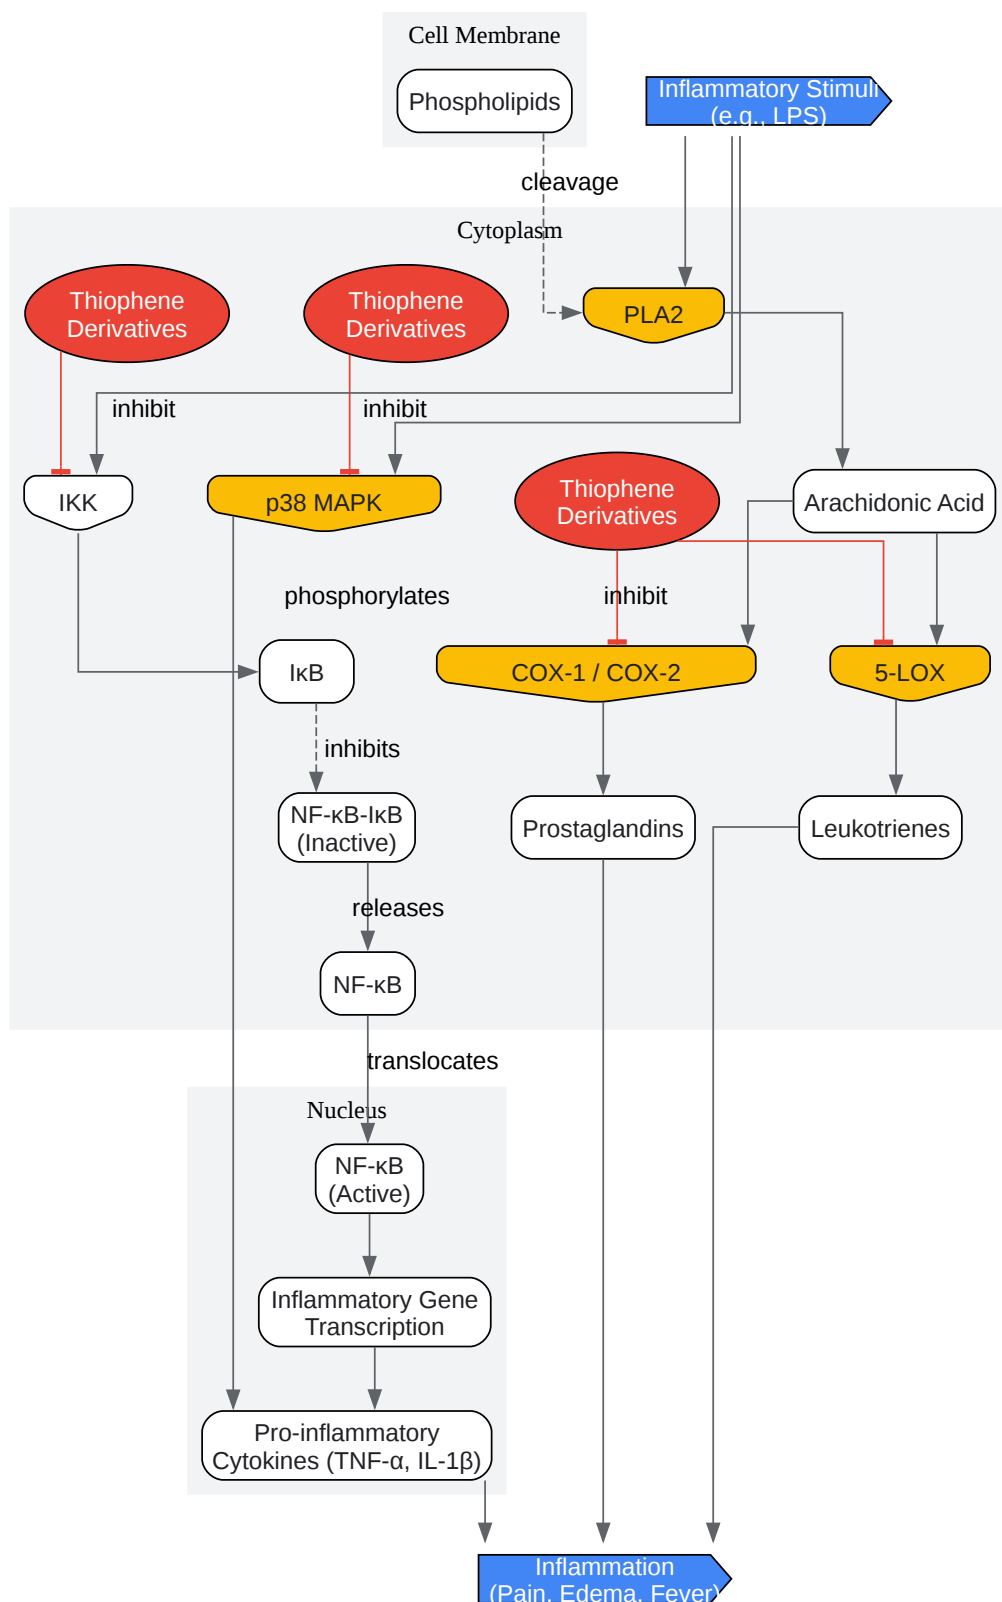 Cell Membrane
Phospholipids
Inflammatory Stimuli
(e.g., LPS)
cleavage
Cytoplasm
Thiophene
Derivatives
Thiophene
Derivatives
PLA2
inhibit
inhibit
IKK
p38 MAPK
Thiophene
Derivatives
Arachidonic Acid
phosphorylates
inhibit
IκB
COX-1 / COX-2
5-LOX
inhibits
NF-κB-IκB
(Inactive)
Prostaglandins
Leukotrienes
releases
NF-κB
translocates
Nucleus
NF-κB
(Active)
Inflammatory Gene
Transcription
Pro-inflammatory
Cytokines (TNF-α, IL-1β)
Inflammation
(Pain, Edema, Fever)